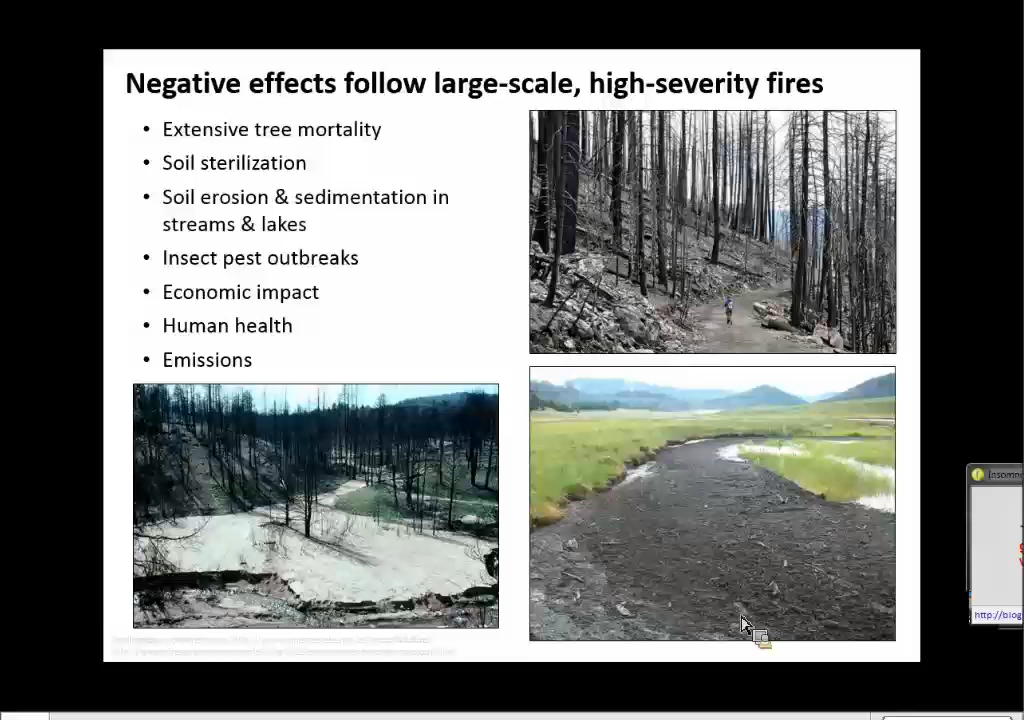 Negative effects follow large-scale, high-severity fires
• Extensive tree mortality
• Soil sterilization
• Soil erosion & sedimentation in
streams & lakes
• Insect pest outbreaks
• Economic impact
• Human health
• Emissions
http://blog